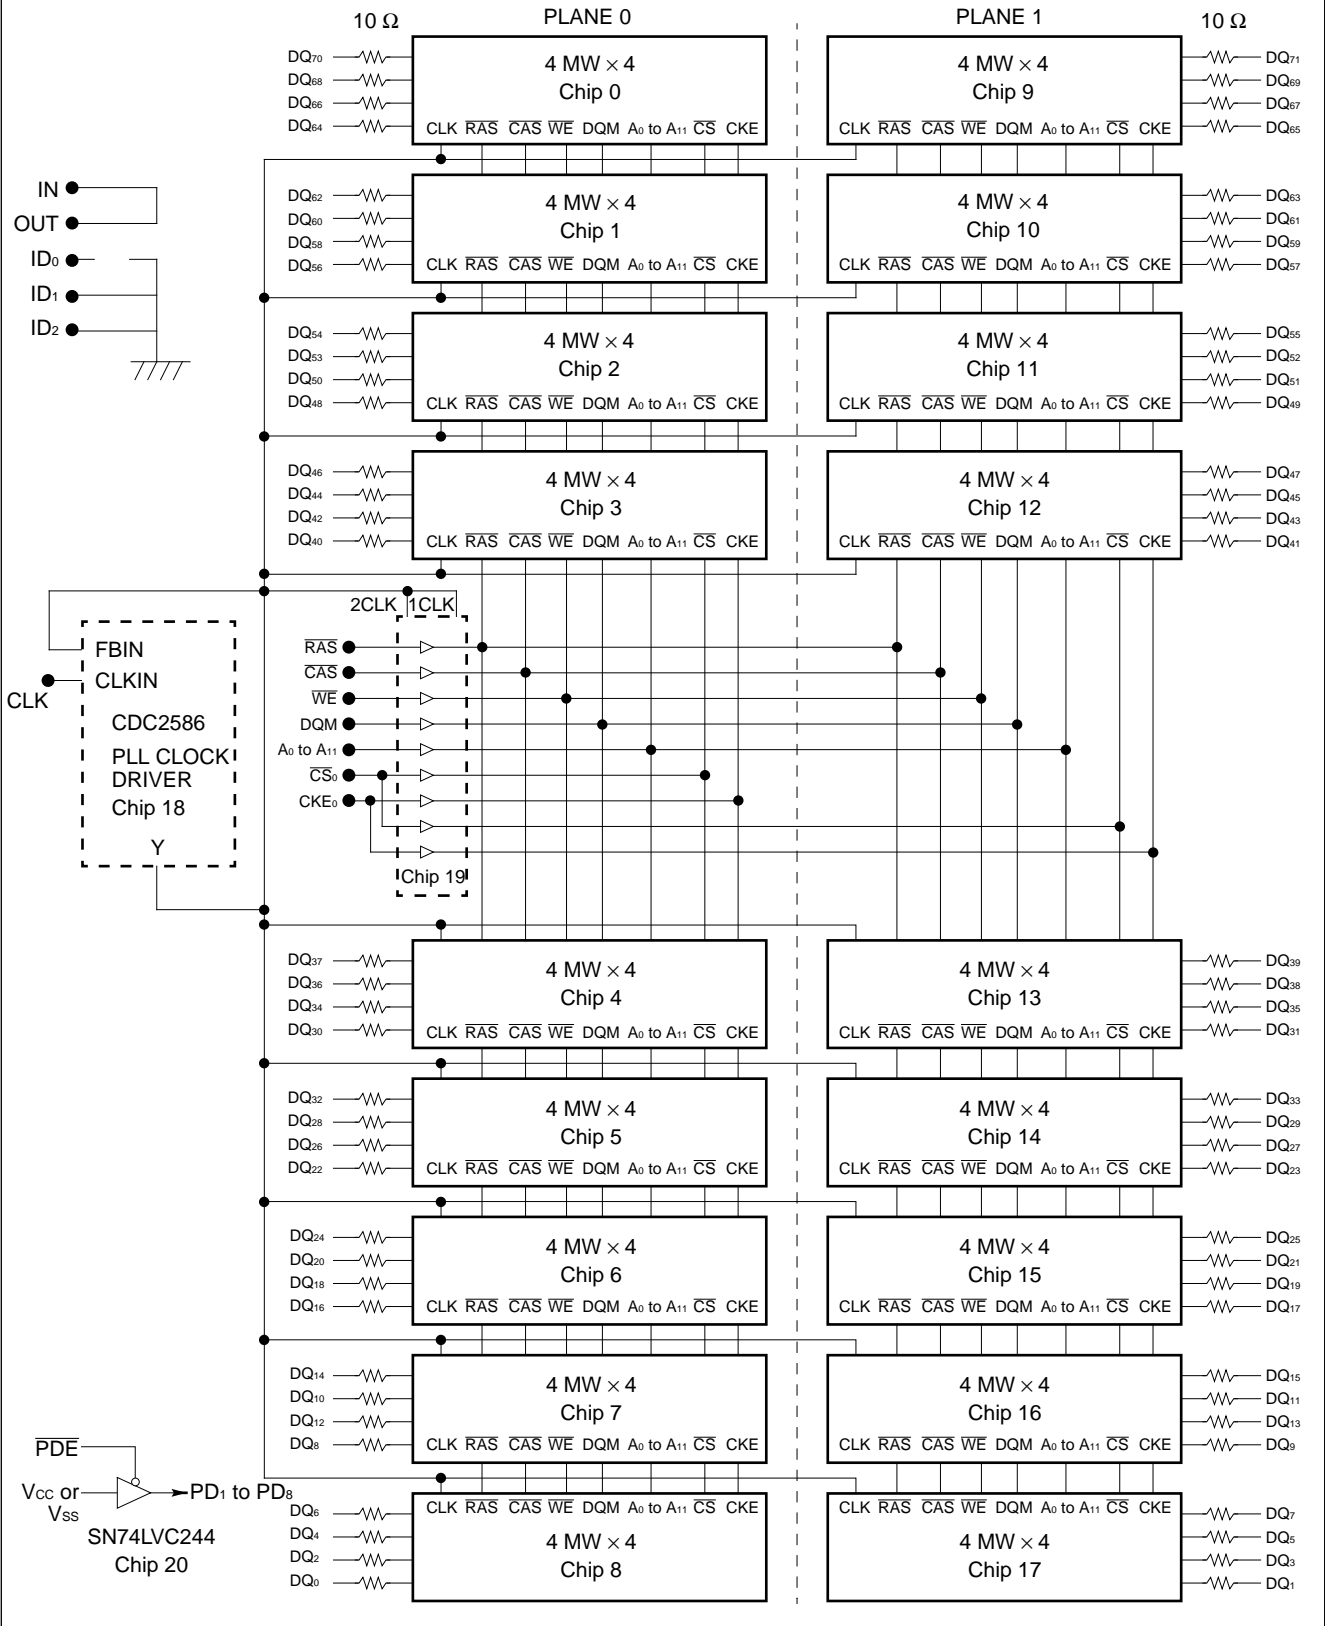 10 Ω PLANE 0 PLANE 1 10 Ω
DQ70 4 MW × 4 4 MW × 4 DQ71
DQ68 Chip 0 Chip 9 DQ69
DQ66 DQ67
DQ64 CLK RAS CAS WE DQM A0 to A11 CS CKE CLK RAS CAS WE DQM A0 to A11 CS CKE DQ65
IN
OUT
ID0
ID1
ID2
DQ62 4 MW × 4 4 MW × 4 DQ63
DQ60 Chip 1 Chip 10 DQ61
DQ58 DQ59
DQ56 CLK RAS CAS WE DQM A0 to A11 CS CKE CLK RAS CAS WE DQM A0 to A11 CS CKE DQ57
DQ54 4 MW × 4 4 MW × 4 DQ55
DQ53 Chip 2 Chip 11 DQ52
DQ50 DQ51
DQ48 CLK RAS CAS WE DQM A0 to A11 CS CKE CLK RAS CAS WE DQM A0 to A11 CS CKE DQ49
DQ46 4 MW × 4 4 MW × 4 DQ47
DQ44 Chip 3 Chip 12 DQ45
DQ42 DQ43
DQ40 CLK RAS CAS WE DQM A0 to A11 CS CKE CLK RAS CAS WE DQM A0 to A11 CS CKE DQ41
2CLK 1CLK
FBIN
CLKIN
CLK
CDC2586
PLL CLOCK
DRIVER
Chip 18
Y
RAS
CAS
WE
DQM
A0 to A11
CS0
CKE0
Chip 19
DQ37 4 MW × 4 4 MW × 4 DQ39
DQ36 Chip 4 Chip 13 DQ38
DQ34 DQ35
DQ30 CLK RAS CAS WE DQM A0 to A11 CS CKE CLK RAS CAS WE DQM A0 to A11 CS CKE DQ31
DQ32 4 MW × 4 4 MW × 4 DQ33
DQ28 Chip 5 Chip 14 DQ29
DQ26 DQ27
DQ22 CLK RAS CAS WE DQM A0 to A11 CS CKE CLK RAS CAS WE DQM A0 to A11 CS CKE DQ23
DQ24 4 MW × 4 4 MW × 4 DQ25
DQ20 Chip 6 Chip 15 DQ21
DQ18 DQ19
DQ16 CLK RAS CAS WE DQM A0 to A11 CS CKE CLK RAS CAS WE DQM A0 to A11 CS CKE DQ17
DQ14 4 MW × 4 4 MW × 4 DQ15
DQ10 Chip 7 Chip 16 DQ11
DQ12 DQ13
DQ8 CLK RAS CAS WE DQM A0 to A11 CS CKE CLK RAS CAS WE DQM A0 to A11 CS CKE DQ9
PDE
VCC or
VSS
PD1 to PD8
SN74LVC244
Chip 20
CLK RAS CAS WE DQM A0 to A11 CS CKE CLK RAS CAS WE DQM A0 to A11 CS CKE
DQ6 DQ7
DQ4 4 MW × 4 4 MW × 4 DQ5
DQ2 Chip 8 Chip 17 DQ3
DQ0 DQ1